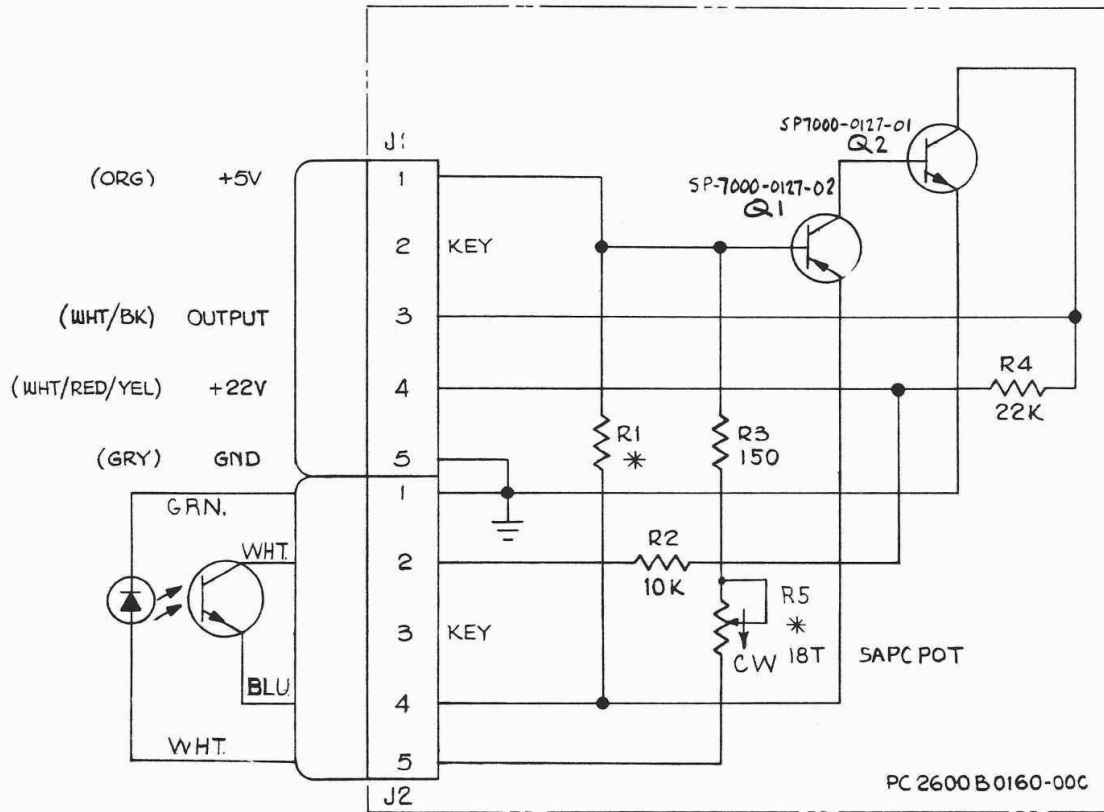 SP7000-0127-01
Q2
J1
SP-7000-0127-02
Q1
(ORG) +5V 1
2 KEY
(WHT/BK) OUTPUT 3
(WHT/RED/YEL) +22V 4
R4
22K
(GRY) GND 5
R1
*
R3
150
GRN. 1
WHT. 2
R2
10K
3 KEY
R5
*
18T
CW
SAPC POT
BLU 4
WHT. 5
J2
PC 2600 B 0160-00C